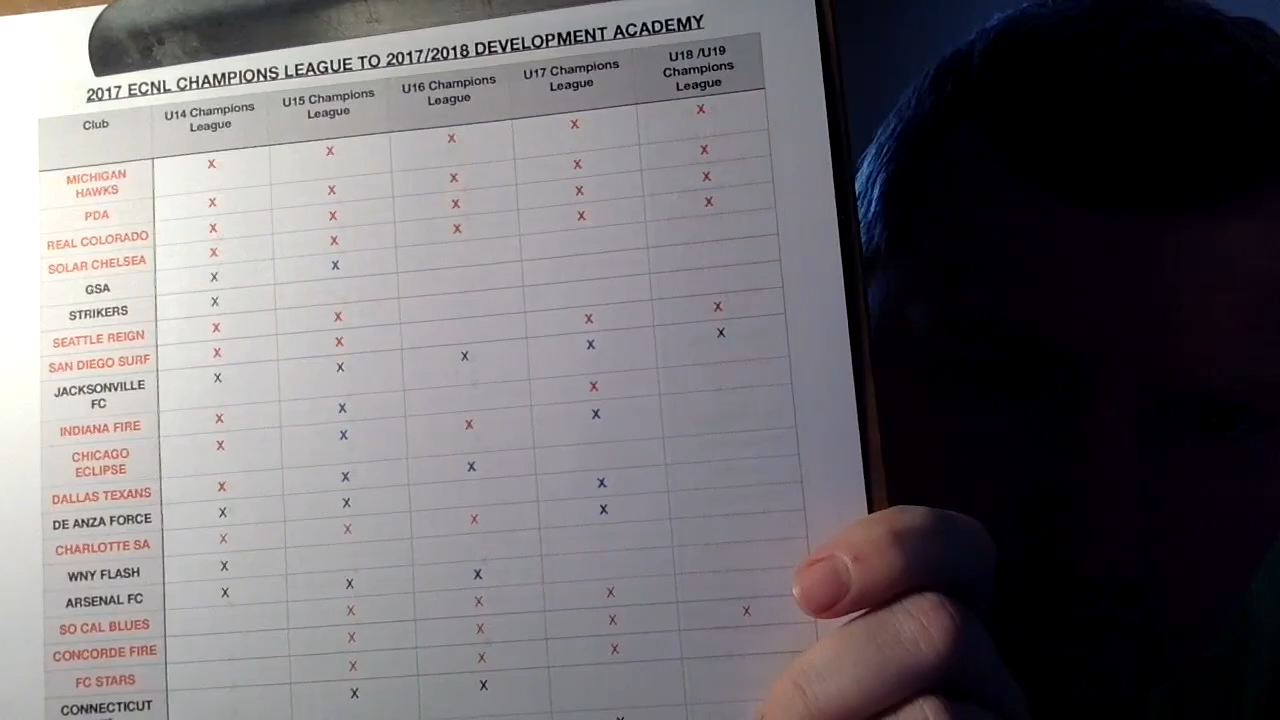 2017 ECNL CHAMPIONS LEAGUE TO 2017/2018 DEVELOPMENT ACADEMY
Club
U14 Champions
League
U15 Champions
League
U16 Champions
League
U17 Champions
League
U18 /U19
Champions
League
MICHIGAN
HAWKS
X X X X X
PDA X X X X X
REAL COLORADO X X X X X
SOLAR CHELSEA X X X X X
GSA X X
STRIKERS X
SEATTLE REIGN X X
SAN DIEGO SURF X X X X
JACKSONVILLE
FC
X X X X X
INDIANA FIRE X X X
CHICAGO
ECLIPSE
X X X X
DALLAS TEXANS X X X
DE ANZA FORCE X X X
CHARLOTTE SA X X X X
WNY FLASH X
ARSENAL FC X X X
SO CAL BLUES X X X
CONCORDE FIRE X X X X
FC STARS X X X
CONNECTICUT X X